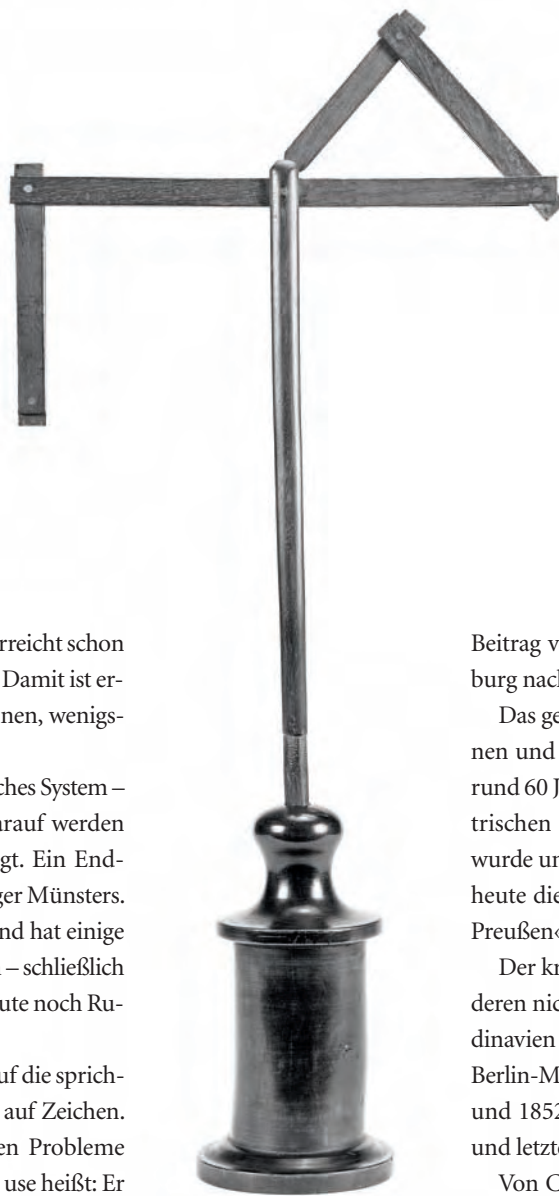 rreicht schon
Damit ist er-
nen, wenigs-
ches System –
arauf werden
gt. Ein End-
ger Münsters.
nd hat einige
– schließlich
ute noch Ru-
uf die sprich-
auf Zeichen.
en Probleme
use heißt: Er
Beitrag v
burg nach
Das ge
nen und
rund 60 J
trischen
wurde un
heute die
Preußen«
Der kr
deren nic
dinavien
Berlin-M
und 1852
und letzte
Von C